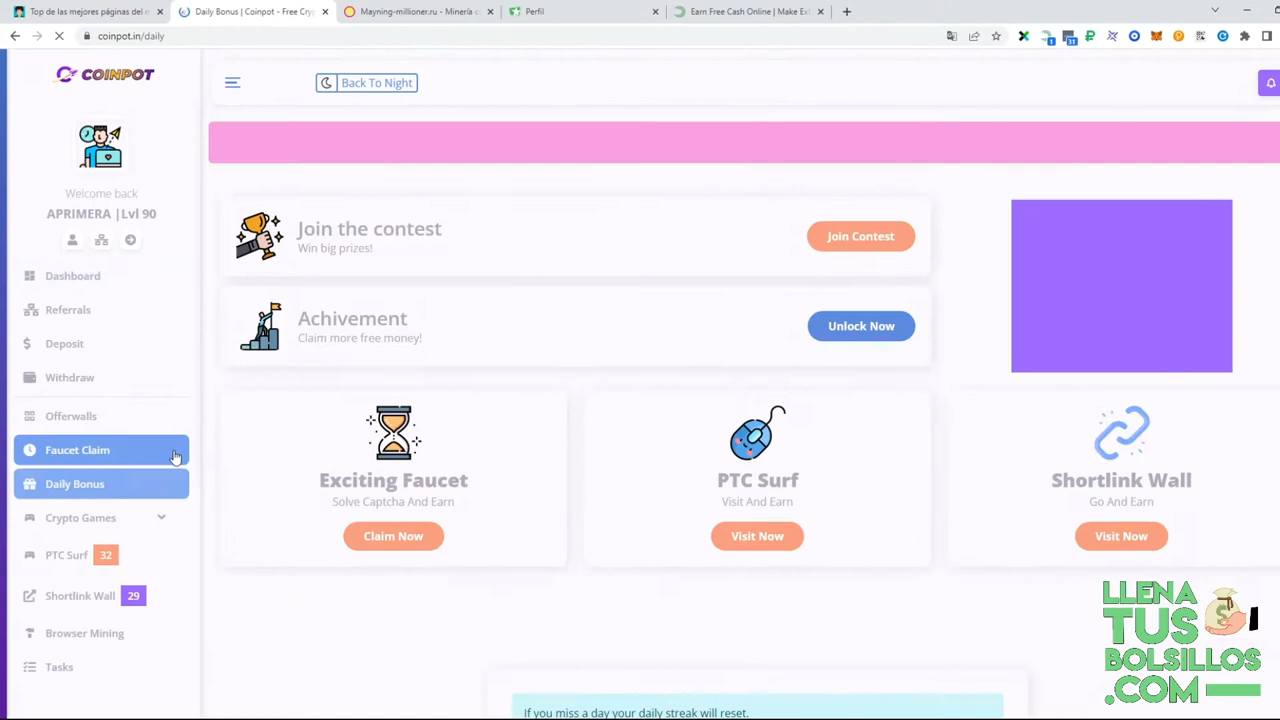 Top de las mejores páginas del m
Daily Bonus | Coinpot - Free Cry
Mayning-millioner.ru - Minería c
Perfil
Earn Free Cash Online | Make Ex
coinpot.in/daily
1
31
COINPOT
Back To Night
Welcome back
APRIMERA |Lvl 90
Dashboard
Referrals
Deposit
Withdraw
Offerwalls
Faucet Claim
Daily Bonus
Crypto Games
PTC Surf 32
Shortlink Wall 29
Browser Mining
Tasks
Join the contest
Win big prizes!
Join Contest
Achivement
Claim more free money!
Unlock Now
Exciting Faucet
Solve Captcha And Earn
Claim Now
PTC Surf
Visit And Earn
Visit Now
Shortlink Wall
Go And Earn
Visit Now
If you miss a day your daily streak will reset.
LLENA
TUS
BOLSILLOS
.COM